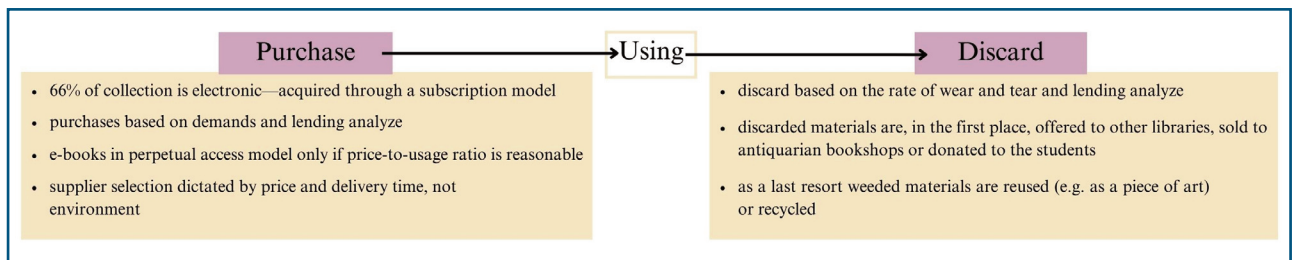 Purchase
Using
Discard
• 66% of collection is electronic—acquired through a subscription model
• purchases based on demands and lending analyze
• e-books in perpetual access model only if price-to-usage ratio is reasonable
• supplier selection dictated by price and delivery time, not
environment
• discard based on the rate of wear and tear and lending analyze
• discarded materials are, in the first place, offered to other libraries, sold to
antiquarian bookshops or donated to the students
• as a last resort weeded materials are reused (e.g. as a piece of art)
or recycled